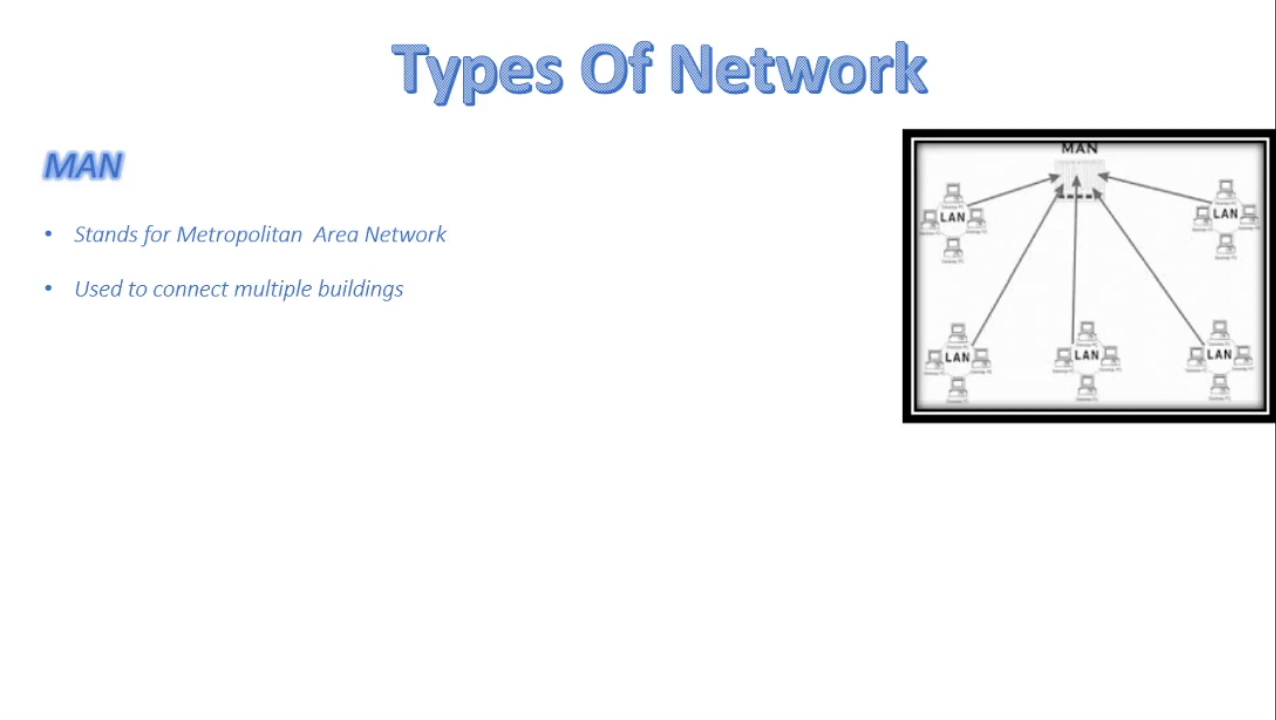 Types Of Network
MAN
• Stands for Metropolitan  Area Network
• Used to connect multiple buildings
MAN
LAN
LAN
LAN
LAN
LAN